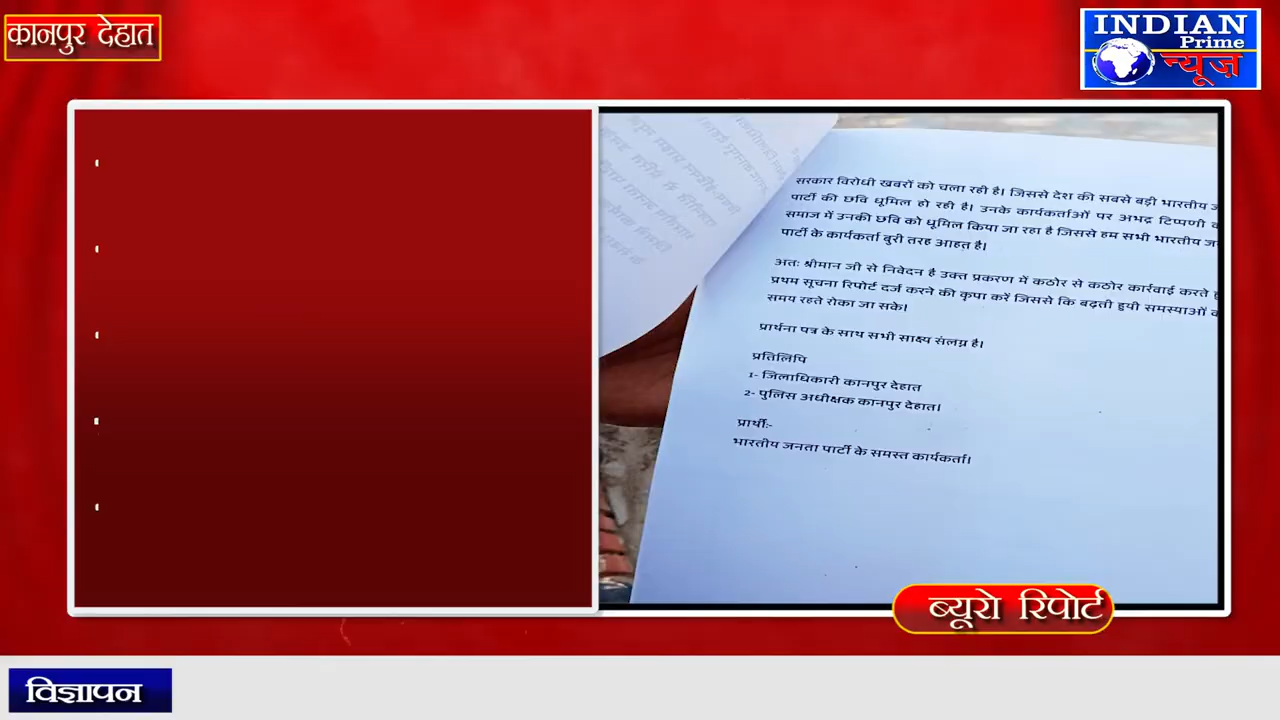 कानपुर देहात
INDIAN
Prime
न्यूज़
सरकार विरोधी खबरों को चला रही है। जिससे देश की सबसे बड़ी भारतीय
पार्टी की छवि धूमिल हो रही है। उनके कार्यकर्ताओं पर अभद्र टिप्पणी
समाज में उनकी छवि को धूमिल किया जा रहा है जिससे हम सभी भारतीय
पार्टी के कार्यकर्ता बुरी तरह आहत है।
अतः श्रीमान जी से निवेदन है उक्त प्रकरण में कठोर से कठोर कार्रवाई करते
प्रथम सूचना रिपोर्ट दर्ज करने की कृपा करें जिससे कि बढ़ती हुयी समस्याओं
समय रहते रोका जा सके।
प्रार्थना पत्र के साथ सभी साक्ष्य संलग्न है।
प्रतिलिपि
1- जिलाधिकारी कानपुर देहात
2- पुलिस अधीक्षक कानपुर देहात।
प्रार्थी:-
भारतीय जनता पार्टी के समस्त कार्यकर्ता।
ब्यूरो रिपोर्ट
विज्ञापन